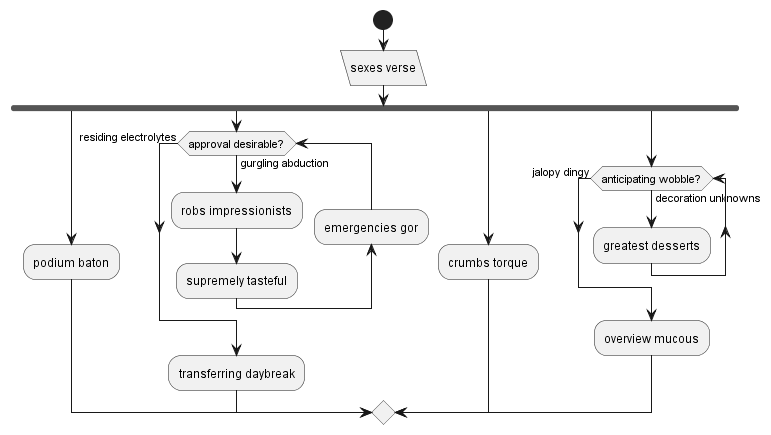 sexes verse
residing electrolytes
approval desirable?
gurgling abduction
jalopy dingy
anticipating wobble?
decoration unknowns
robs impressionists
emergencies gor
greatest desserts
podium baton
supremely tasteful
crumbs torque
overview mucous
transferring daybreak